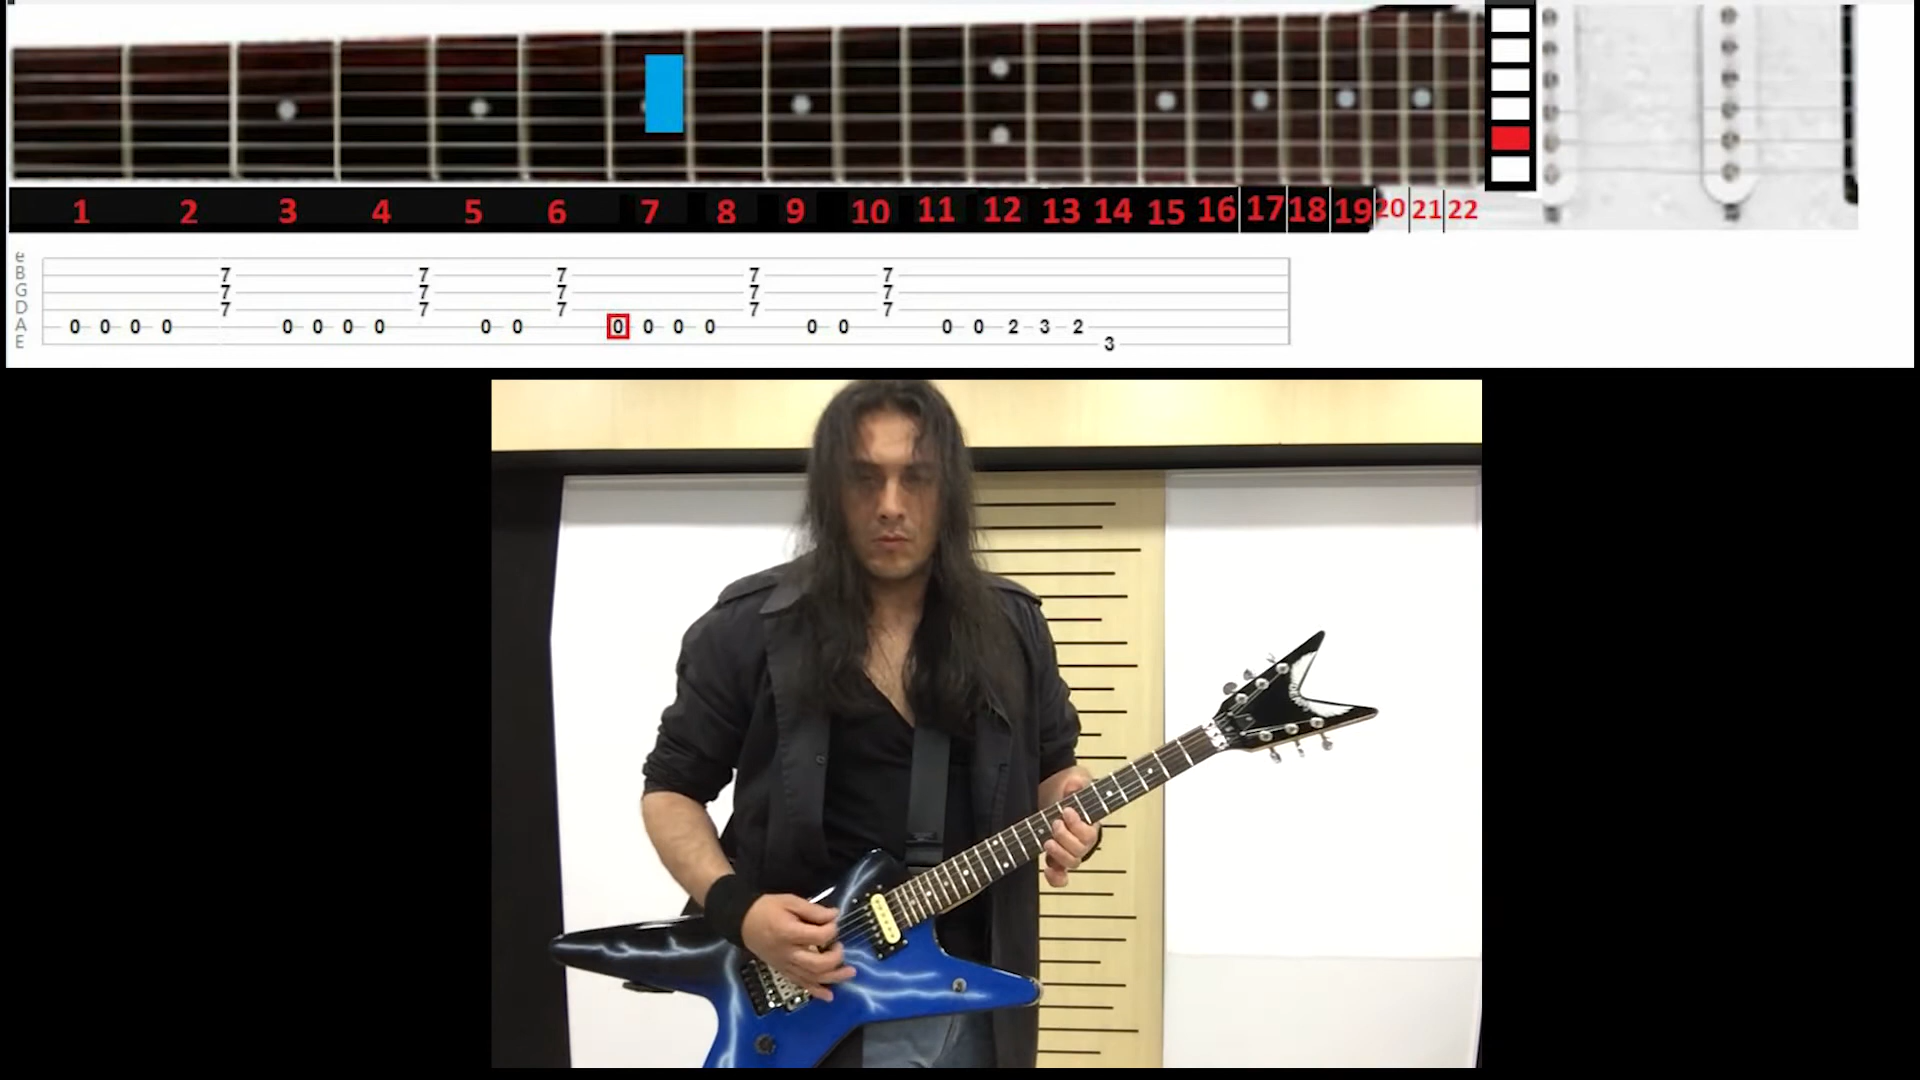 1 2 3 4 5 6 7 8 9 10 11 12 13 14 15 16 17 18 19 20 21 22
e
B 7 7 7 7 7
G 7 7 7 7 7
D 7 7 7 7 7
A 0 0 0 0 0 0 0 0 0 0 0 0 0 0 0 0 0 0 2 3 2
E 3